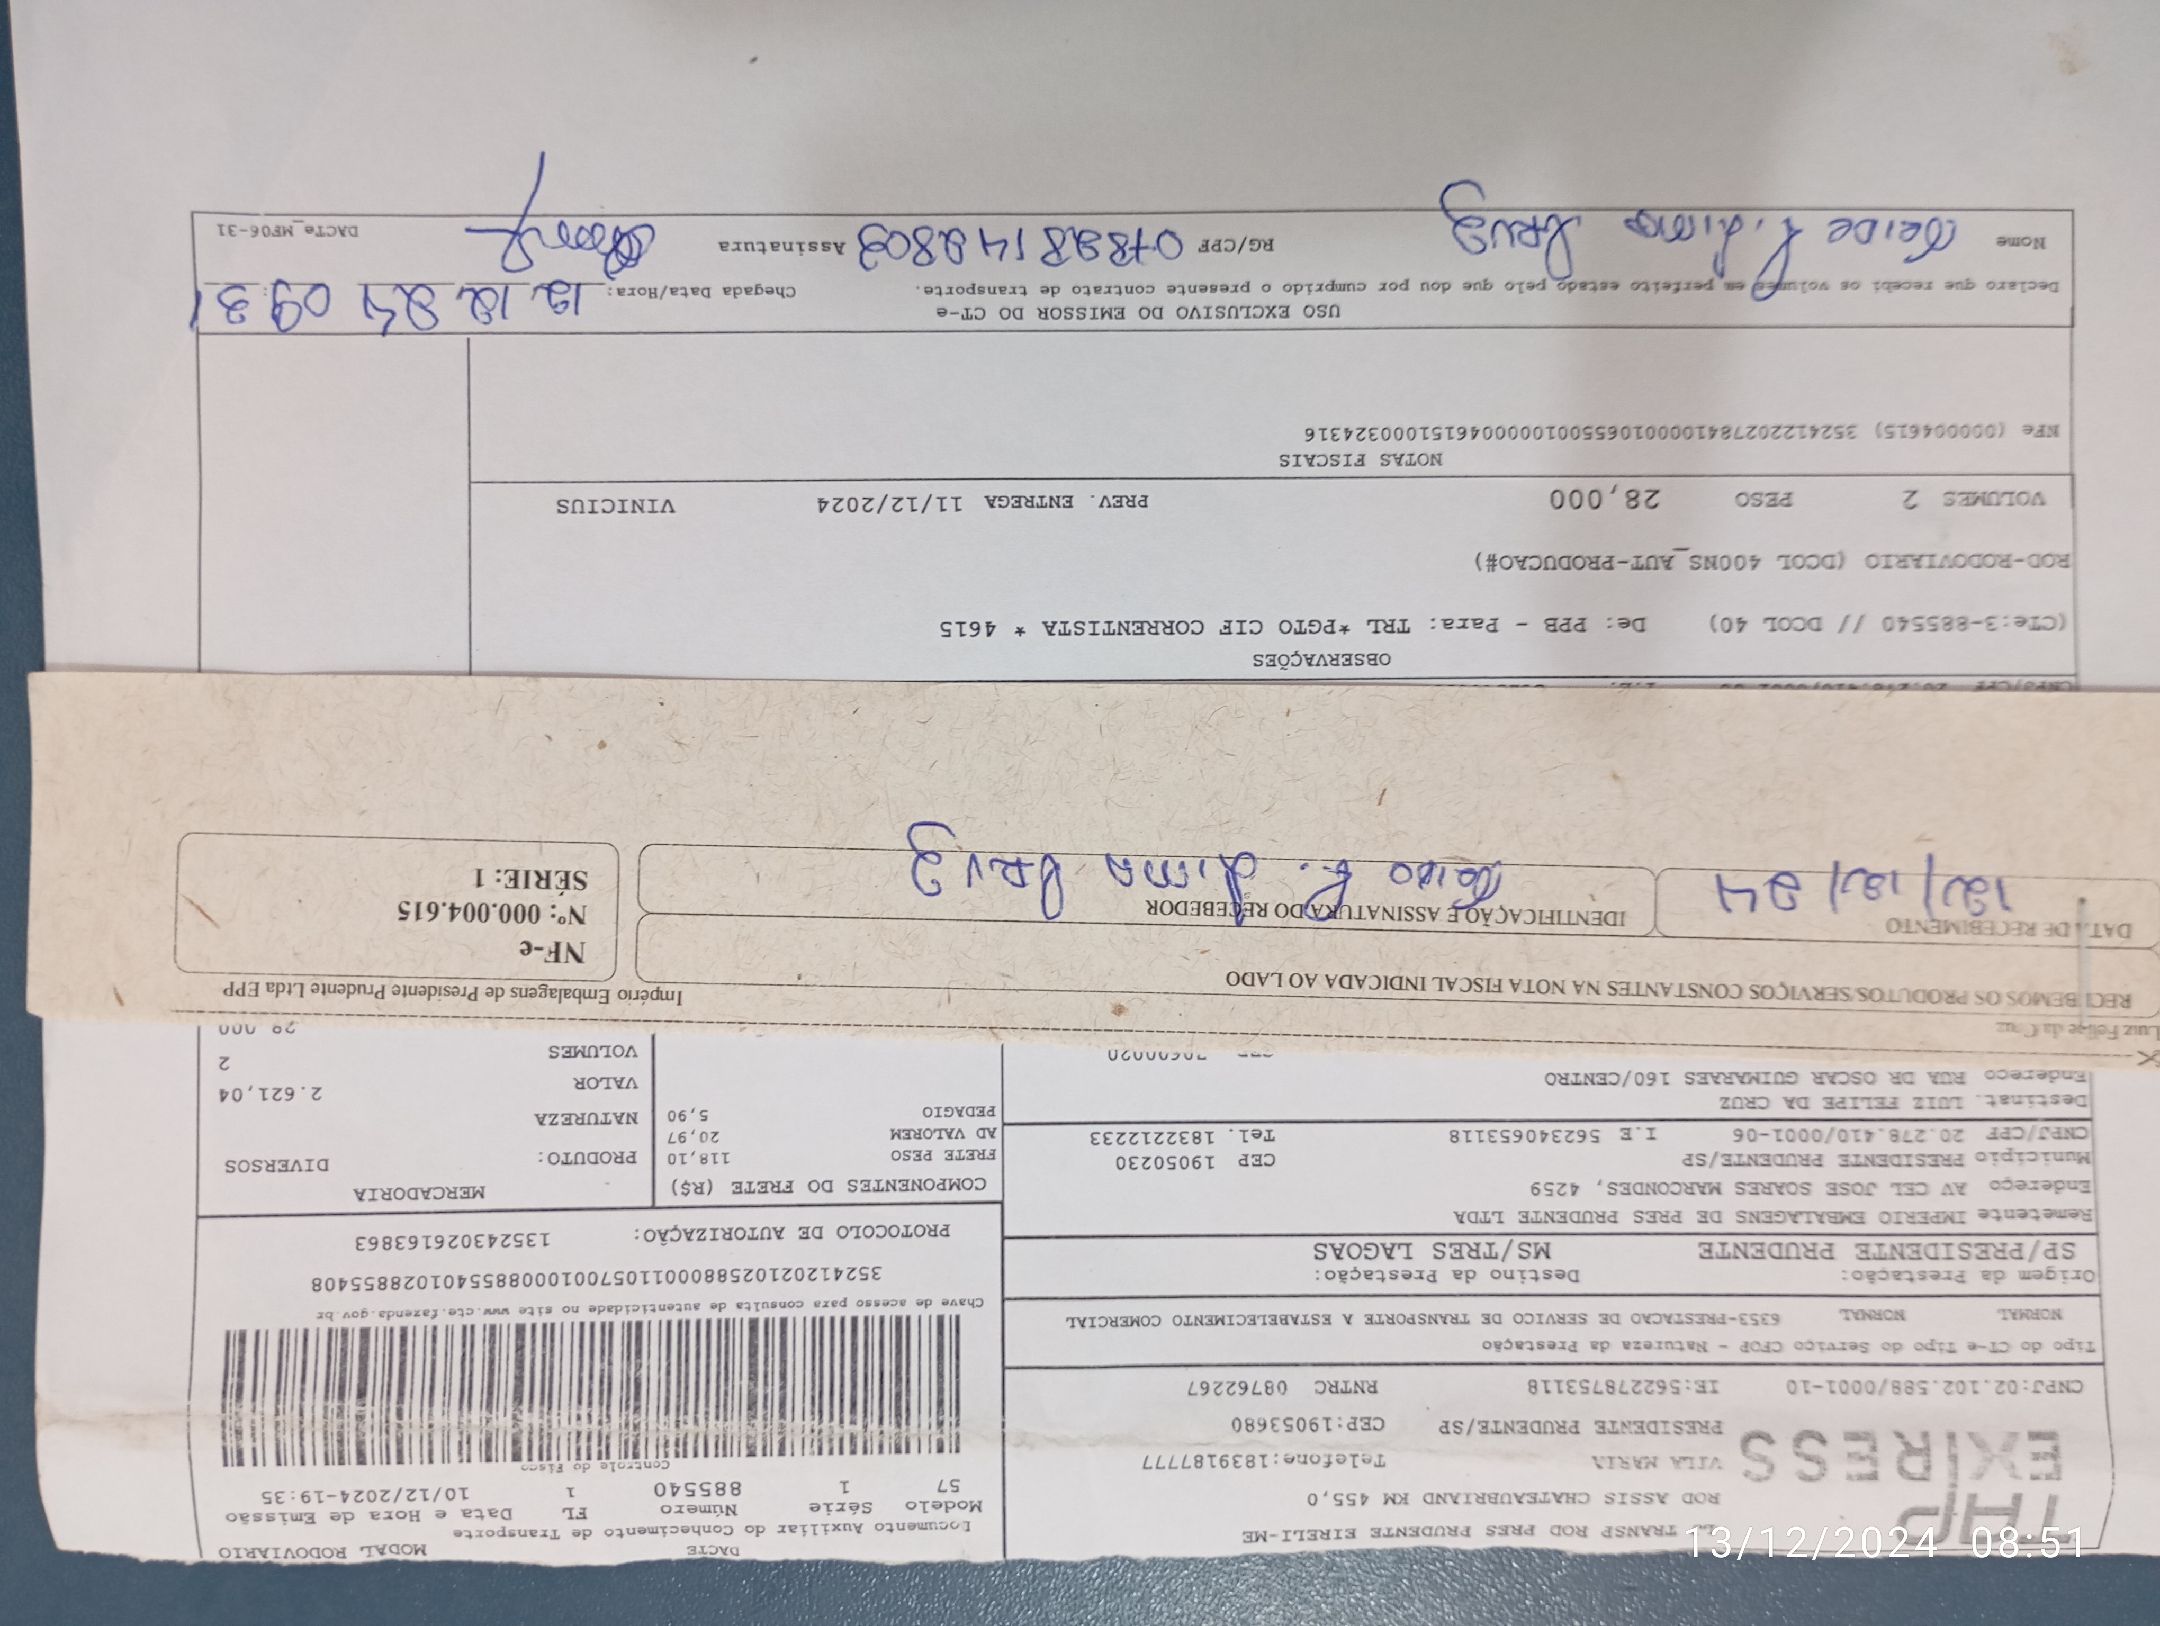 DACTE
MODAL RODOVIARIO
Documento Auxiliar do Conhecimento de Transporte
Modelo Série Número FL Data e Hora de Emissão
57 1 885540 1 10/12/2024-19:35
Controle do Fisco
THP
EXPRESS
TRANSP ROD PRES PRUDENTE EIRELI-ME
ROD ASSIS CHATEAUBRIAND KM 455,0
VILA MARIA Telefone:1839187777
PRESIDENTE PRUDENTE/SP CEP:19053680
CNPJ:02.102.588/0001-10 IE:562278753118 RNTRC 08762267
Tipo do CT-e Tipo do Serviço CFOP - Natureza da Prestação
NORMAL NORMAL 6353-PRESTACAO DE SERVICO DE TRANSPORTE A ESTABELECIMENTO COMERCIAL
Chave de acesso para consulta de autenticidade no site www.cte.fazenda.gov.br
35241202102588000110570010008855401028855408
PROTOCOLO DE AUTORIZAÇÃO: 135243026163863
Origem da Prestação: Destino da Prestação:
SP/PRESIDENTE PRUDENTE MS/TRES LAGOAS
Remetente IMPERIO EMBALAGENS DE PRES PRUDENTE LTDA
Endereço AV CEL JOSE SOARES MARCONDES, 4259
Município PRESIDENTE PRUDENTE/SP CEP 19050230
CNPJ/CPF 20.278.410/0001-06 I.E 562340653118 Tel. 1832212233
Destinat. LUIZ FELIPE DA CRUZ
Endereço RUA DR OSCAR GUIMARAES 160/CENTRO
COMPONENTES DO FRETE (R$)
FRETE PESO 118,10
AD VALOREM 20,97
PEDAGIO 5,90
MERCADORIA
PRODUTO: DIVERSOS
NATUREZA
VALOR 2.621,04
VOLUMES 2
28,000
Luiz Felipe da Cruz
Império Embalagens de Presidente Prudente Ltda EPP
RECEBEMOS OS PRODUTOS/SERVIÇOS CONSTANTES NA NOTA FISCAL INDICADA AO LADO
DATA DE RECEBIMENTO
12/12/24
IDENTIFICAÇÃO E ASSINATURA DO RECEBEDOR
R. Lima Cruz
NF-e
Nº: 000.004.615
SÉRIE: 1
OBSERVAÇÕES
(CTe:3-885540 // DCOL 40) De: PPB - Para: TRL *PGTO CIF CORRENTISTA * 4615
ROD-RODOVIARIO (DCOL 400NS_AUT-PRODUCAO#)
VOLUMES 2 PESO 28,000 PREV. ENTREGA 11/12/2024 VINICIUS
NOTAS FISCAIS
NFe (000004615) 35241220278410000106550010000046151000324316
USO EXCLUSIVO DO EMISSOR DO CT-e
Declaro que recebi os volumes em perfeito estado pelo que dou por cumprido o presente contrato de transporte. Chegada Data/Hora: 12 12 24 09:31
Nome Neide R. Lima Cruz RG/CPF 07828142803 Assinatura
DACTe_MF06-31
13/12/2024 08:51